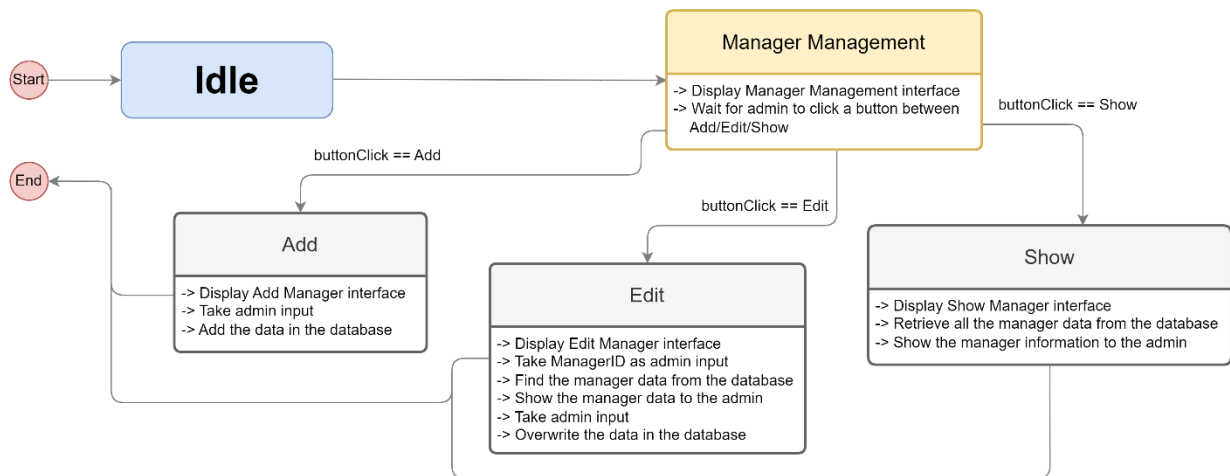 Start
Idle
Manager Management
-> Display Manager Management interface
-> Wait for admin to click a button between
Add/Edit/Show
buttonClick == Show
buttonClick == Add
End
buttonClick == Edit
Add
-> Display Add Manager interface
-> Take admin input
-> Add the data in the database
Edit
-> Display Edit Manager interface
-> Take ManagerID as admin input
-> Find the manager data from the database
-> Show the manager data to the admin
-> Take admin input
-> Overwrite the data in the database
Show
-> Display Show Manager interface
-> Retrieve all the manager data from the database
-> Show the manager information to the admin